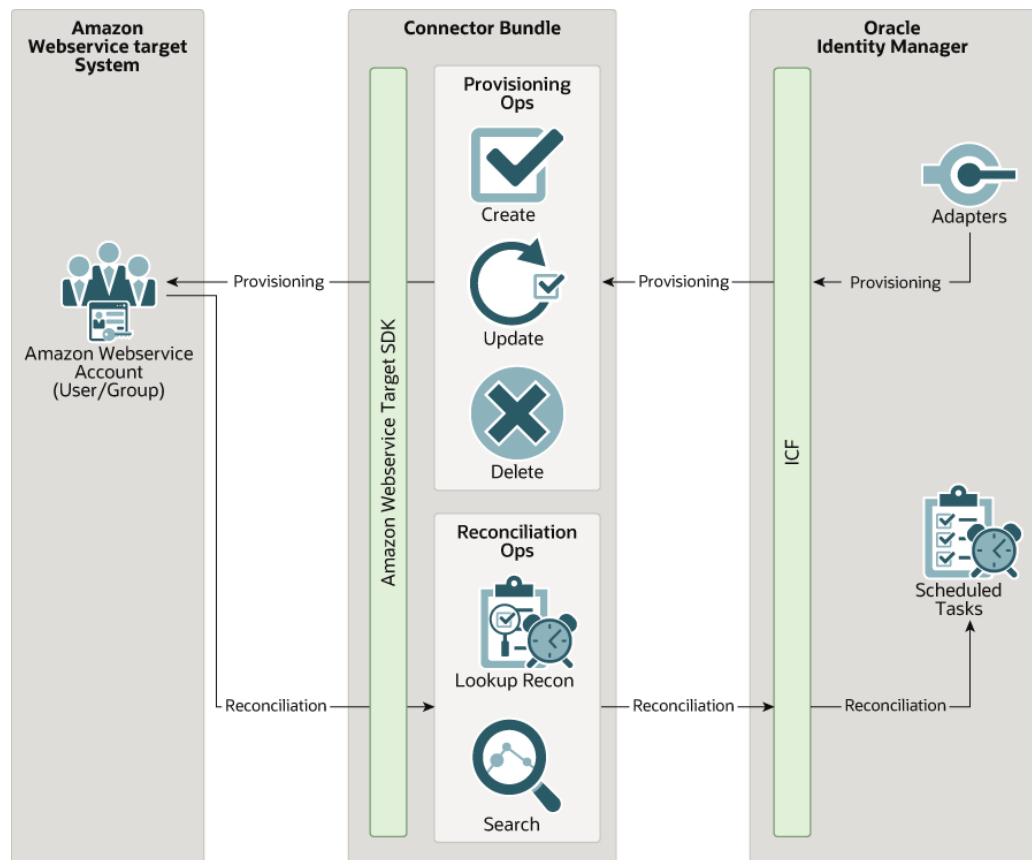 Amazon
Webservice target
System
Connector Bundle
Oracle
Identity Manager
Provisioning
Ops
Create
Update
Delete
Adapters
Provisioning
Provisioning
Provisioning
Amazon Webservice
Account
(User/Group)
Amazon Webservice Target SDK
ICF
Reconciliation
Ops
Lookup Recon
Search
Scheduled
Tasks
Reconciliation
Reconciliation
Reconciliation